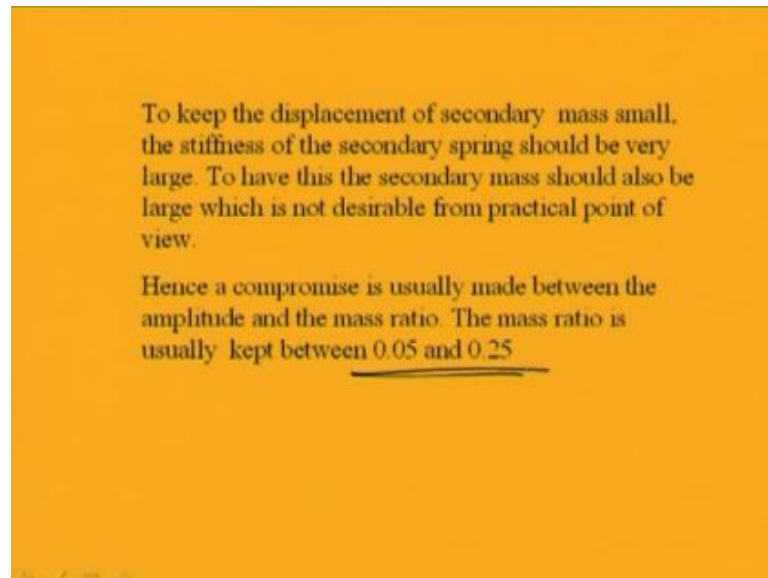 To keep the displacement of secondary mass small,
the stiffness of the secondary spring should be very
large. To have this the secondary mass should also be
large which is not desirable from practical point of
view.
Hence a compromise is usually made between the
amplitude and the mass ratio. The mass ratio is
usually kept between 0.05 and 0.25